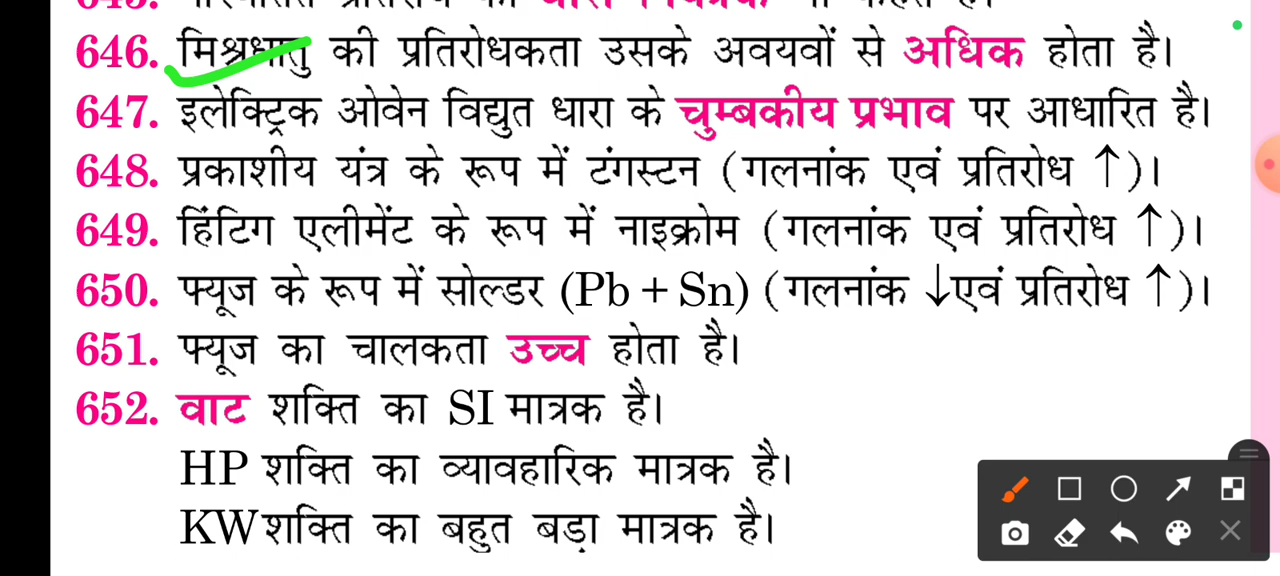 646. मिश्रधातु की प्रतिरोधकता उसके अवयवों से अधिक होता है।
647. इलेक्ट्रिक ओवेन विद्युत धारा के चुम्बकीय प्रभाव पर आधारित है।
648. प्रकाशीय यंत्र के रूप में टंगस्टन (गलनांक एवं प्रतिरोध ↑)।
649. हिंटिग एलीमेंट के रूप में नाइक्रोम (गलनांक एवं प्रतिरोध ↑)।
650. फ्यूज के रूप में सोल्डर (Pb + Sn) (गलनांक ↓एवं प्रतिरोध ↑)।
651. फ्यूज का चालकता उच्च होता है।
652. वाट शक्ति का SI मात्रक है।
HP शक्ति का व्यावहारिक मात्रक है।
KW शक्ति का बहुत बड़ा मात्रक है।